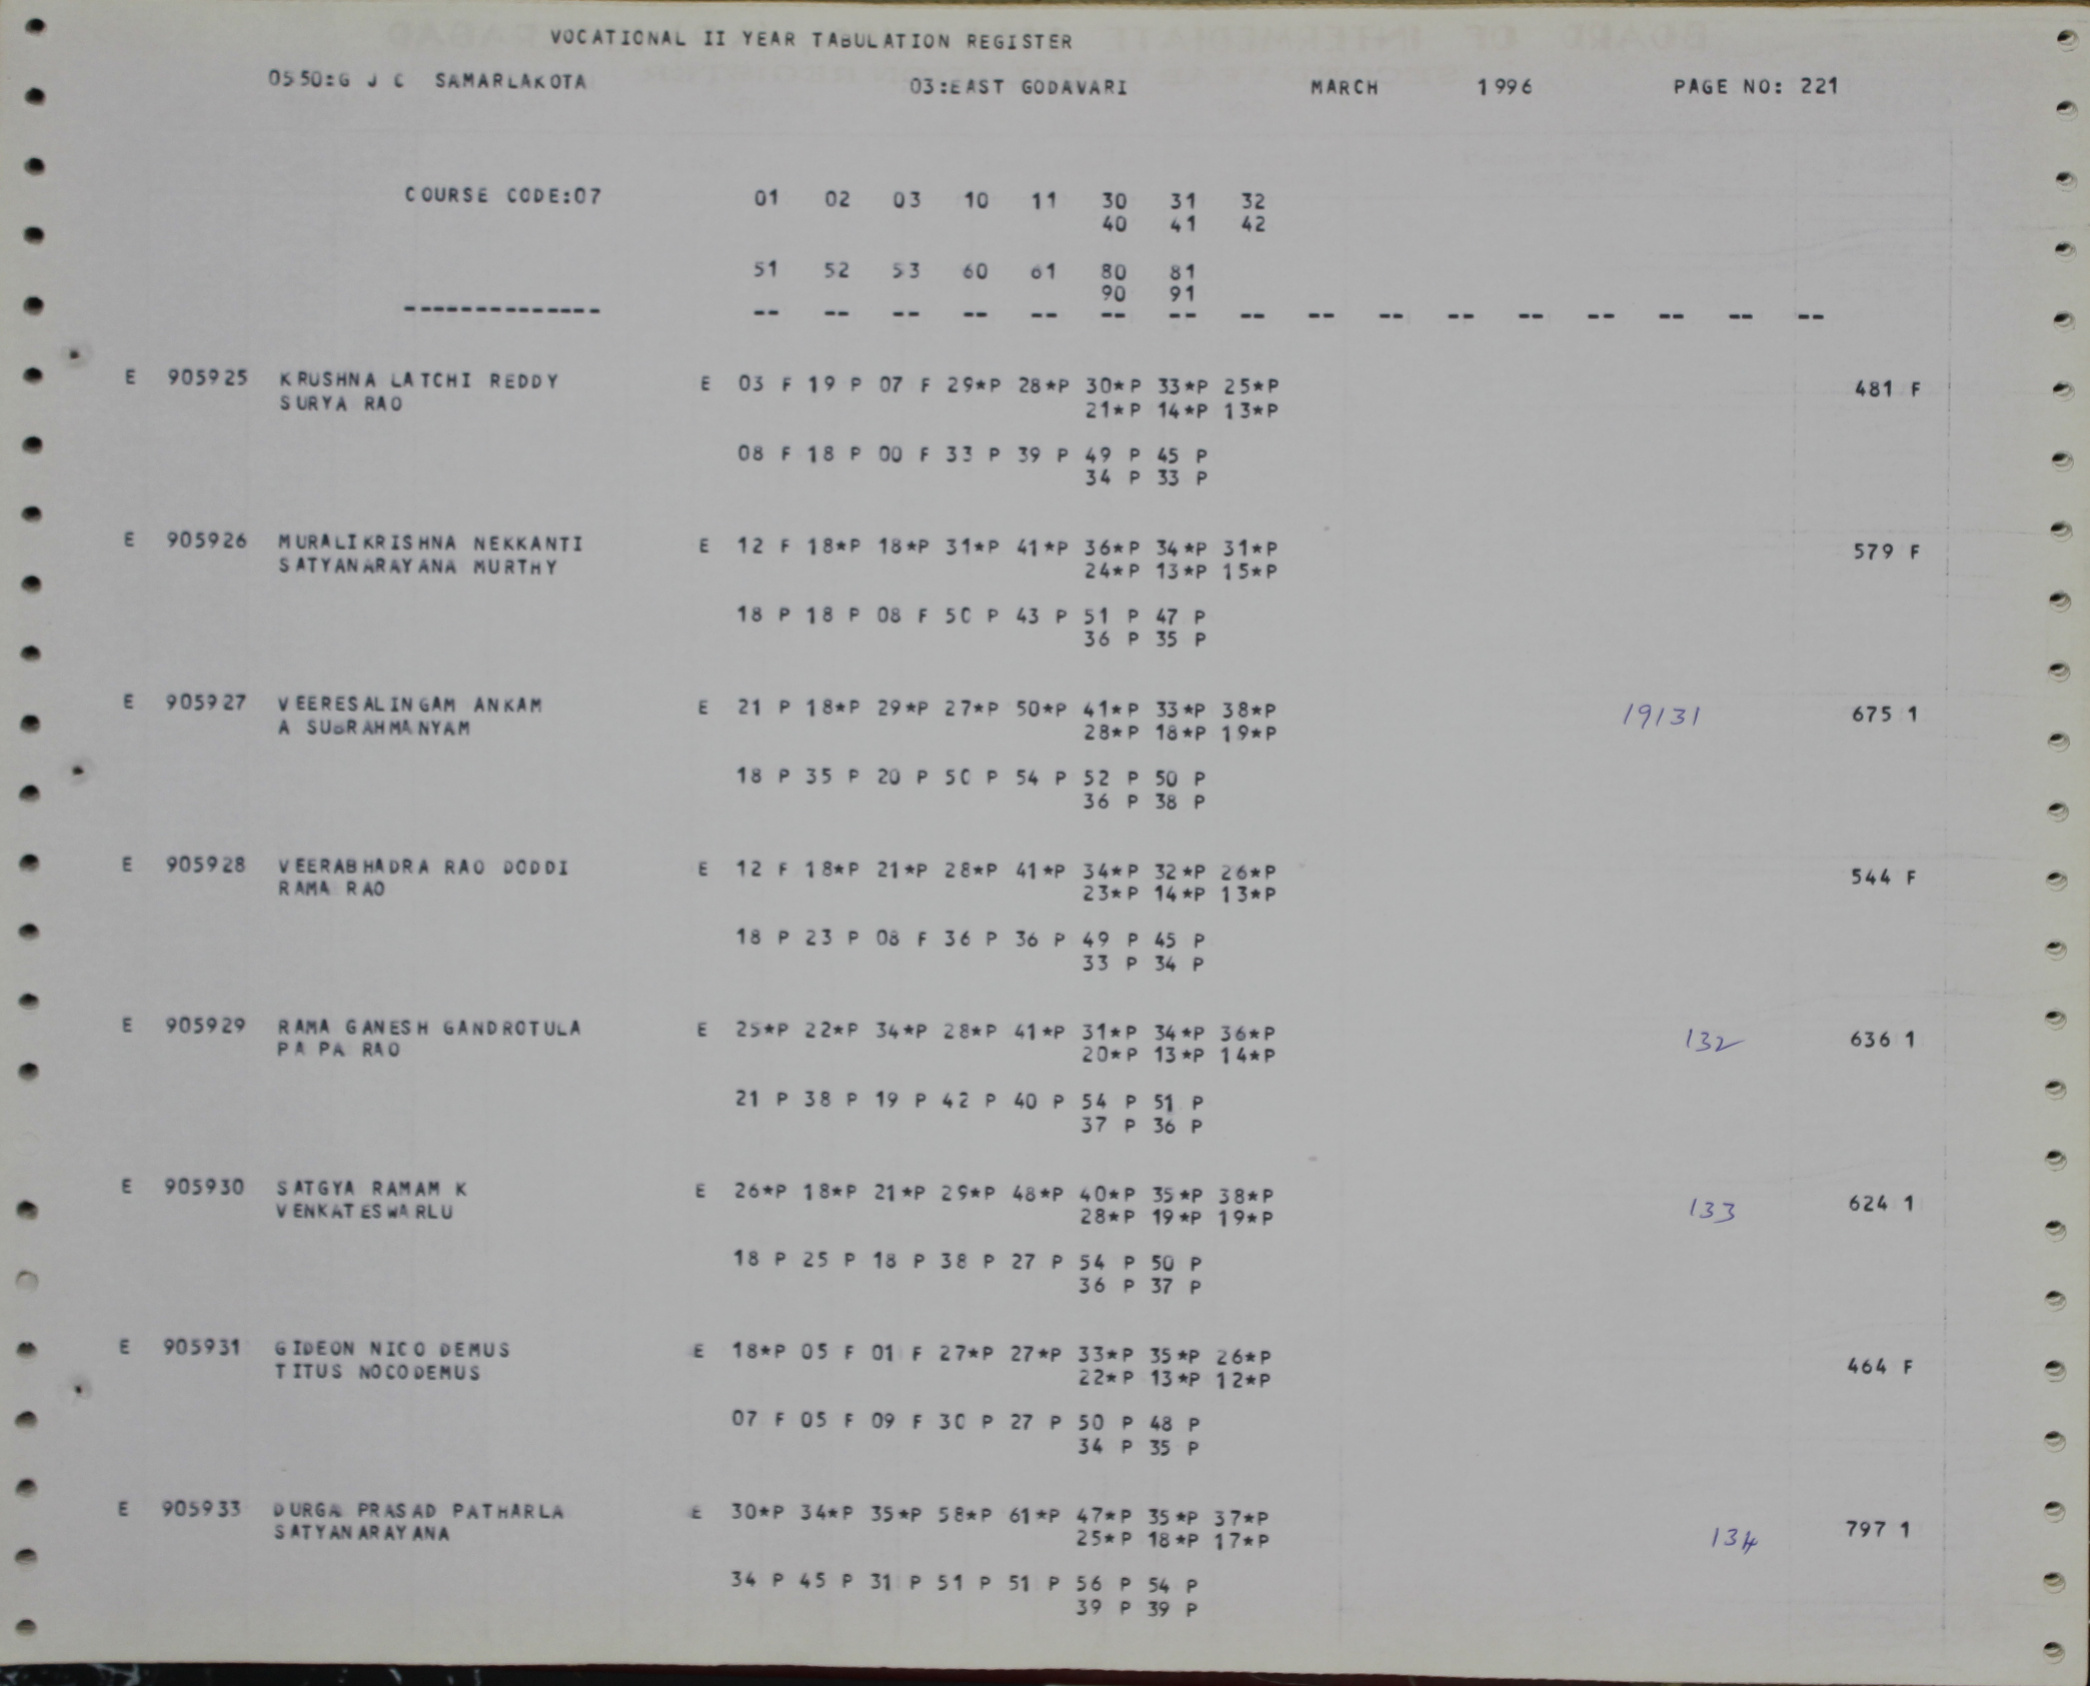 VOCATIONAL II YEAR TABULATION REGISTER
0550:G J C SAMARLAKOTA 03:EAST GODAVARI MARCH 1996 PAGE NO: 221
COURSE CODE:07 01 02 03 10 11 30 31 32
40 41 42
51 52 53 60 61 80 81
90 91
-------------- -- -- -- -- -- -- -- -- -- -- -- -- -- -- -- --
E 905925 KRUSHNA LATCHI REDDY E 03 F 19 P 07 F 29*P 28*P 30*P 33*P 25*P 481 F
SURYA RAO 21*P 14*P 13*P
08 F 18 P 00 F 33 P 39 P 49 P 45 P
34 P 33 P
E 905926 MURALIKRISHNA NEKKANTI E 12 F 18*P 18*P 31*P 41*P 36*P 34*P 31*P 579 F
SATYANARAYANA MURTHY 24*P 13*P 15*P
18 P 18 P 08 F 50 P 43 P 51 P 47 P
36 P 35 P
E 905927 VEERESALINGAM ANKAM E 21 P 18*P 29*P 27*P 50*P 41*P 33*P 38*P 19131 675 1
A SUBRAHMANYAM 28*P 18*P 19*P
18 P 35 P 20 P 50 P 54 P 52 P 50 P
36 P 38 P
E 905928 VEERABHADRA RAO DODDI E 12 F 18*P 21*P 28*P 41*P 34*P 32*P 26*P 544 F
RAMA RAO 23*P 14*P 13*P
18 P 23 P 08 F 36 P 36 P 49 P 45 P
33 P 34 P
E 905929 RAMA GANESH GANDROTULA E 25*P 22*P 34*P 28*P 41*P 31*P 34*P 36*P 132 636 1
PA PA RAO 20*P 13*P 14*P
21 P 38 P 19 P 42 P 40 P 54 P 51 P
37 P 36 P
E 905930 SATGYA RAMAM K E 26*P 18*P 21*P 29*P 48*P 40*P 35*P 38*P 133 624 1
VENKATESWARLU 28*P 19*P 19*P
18 P 25 P 18 P 38 P 27 P 54 P 50 P
36 P 37 P
E 905931 GIDEON NICO DEMUS E 18*P 05 F 01 F 27*P 27*P 33*P 35*P 26*P 464 F
TITUS NOCODEMUS 22*P 13*P 12*P
07 F 05 F 09 F 30 P 27 P 50 P 48 P
34 P 35 P
E 905933 DURGA PRASAD PATHARLA E 30*P 34*P 35*P 58*P 61*P 47*P 35*P 37*P 134 797 1
SATYANARAYANA 25*P 18*P 17*P
34 P 45 P 31 P 51 P 51 P 56 P 54 P
39 P 39 P